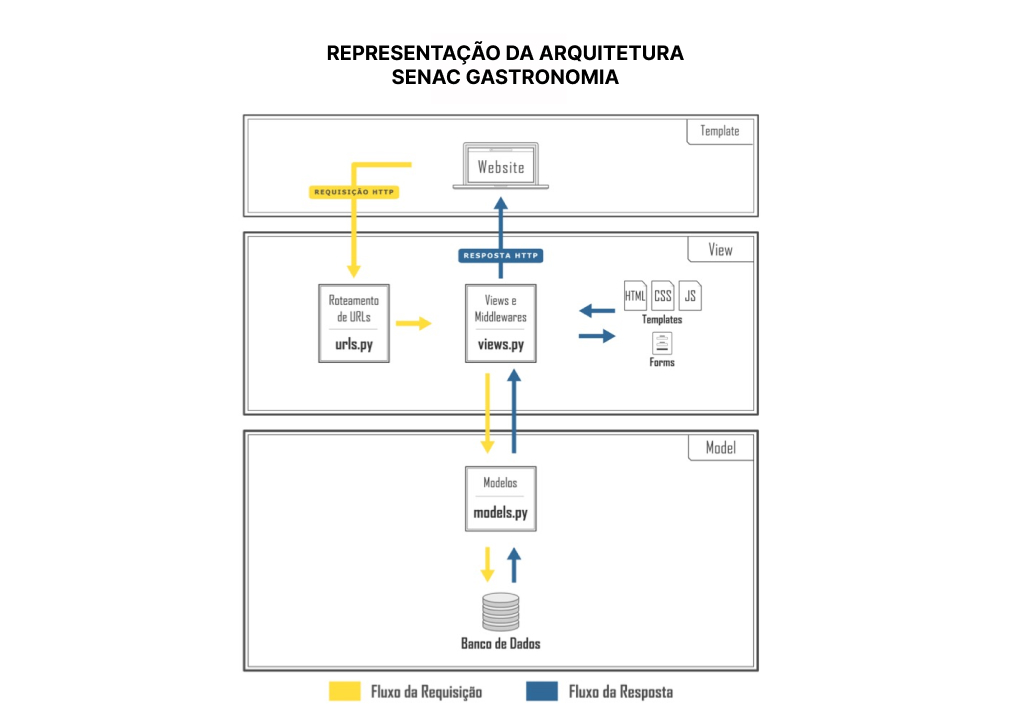 REPRESENTAÇÃO DA ARQUITETURA
SENAC GASTRONOMIA
Template
Website
REQUISIÇÃO HTTP
View
RESPOSTA HTTP
Roteamento
de URLs
urls.py
Views e
Middlewares
views.py
HTML CSS JS
Templates
Forms
Model
Modelos
models.py
Banco de Dados
Fluxo da Requisição
Fluxo da Resposta